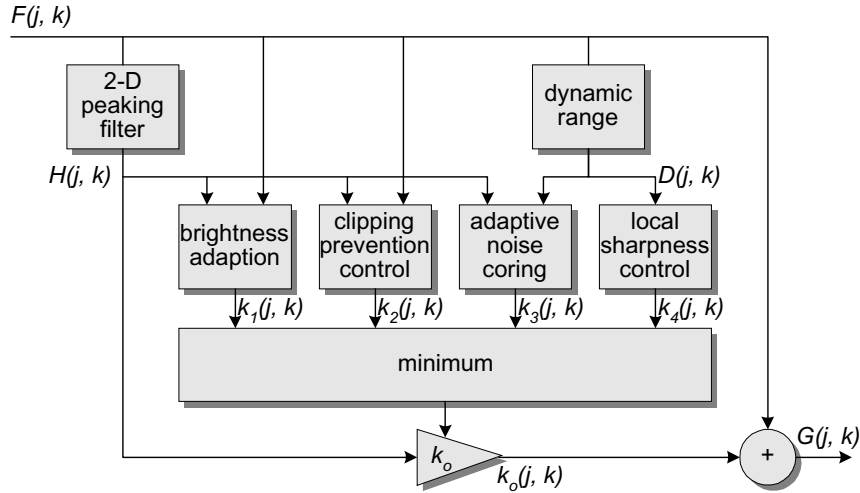 F(j, k)
2-D
peaking
filter
dynamic
range
H(j, k)
D(j, k)
brightness
adaption
clipping
prevention
control
adaptive
noise
coring
local
sharpness
control
k1(j, k)
k2(j, k)
k3(j, k)
k4(j, k)
minimum
ko
ko(j, k)
+
G(j, k)